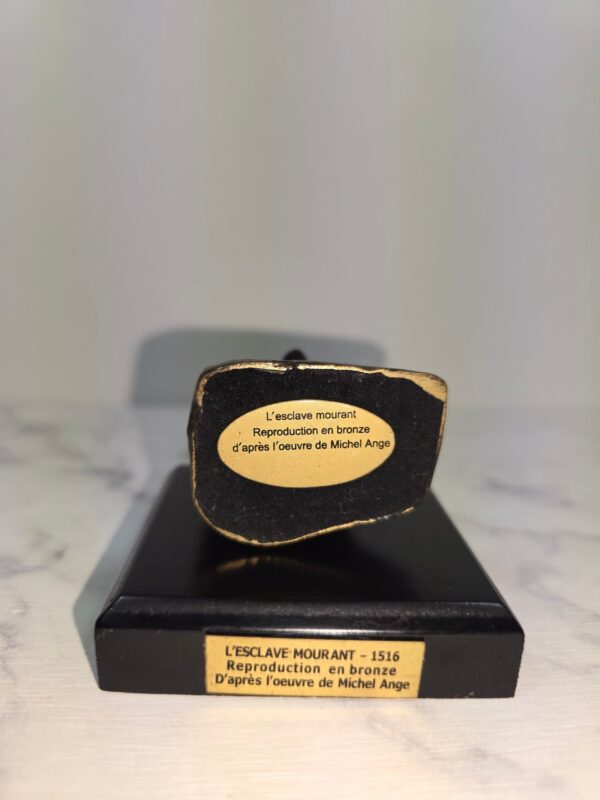 L'esclave mourant
Reproduction en bronze
d'après l'oeuvre de Michel Ange
L'ESCLAVE MOURANT – 1516
Reproduction en bronze
D'après l'oeuvre de Michel Ange